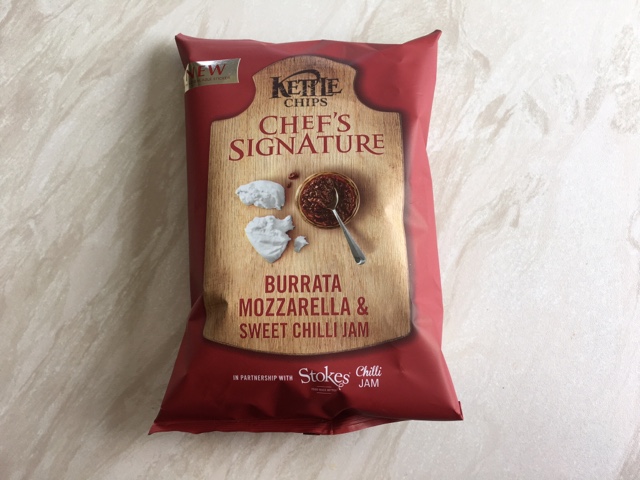 NEW
KETTLE
CHIPS
CHEF'S
SIGNATURE
BURRATA
MOZZARELLA &
SWEET CHILLI JAM
IN PARTNERSHIP WITH Stokes Chilli
JAM